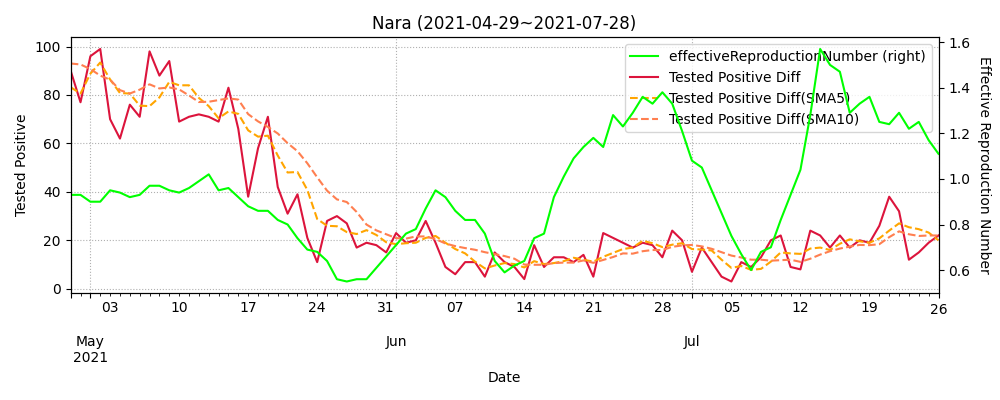 Nara (2021-04-29~2021-07-28)
effectiveReproductionNumber (right)
Tested Positive Diff
Tested Positive Diff(SMA5)
Tested Positive Diff(SMA10)
Tested Positive
100
80
60
40
20
0
Effective Reproduction Number
1.6
1.4
1.2
1.0
0.8
0.6
03 10 17 24 31 07 14 21 28 05 12 19 26
May Jun Jul
2021
Date